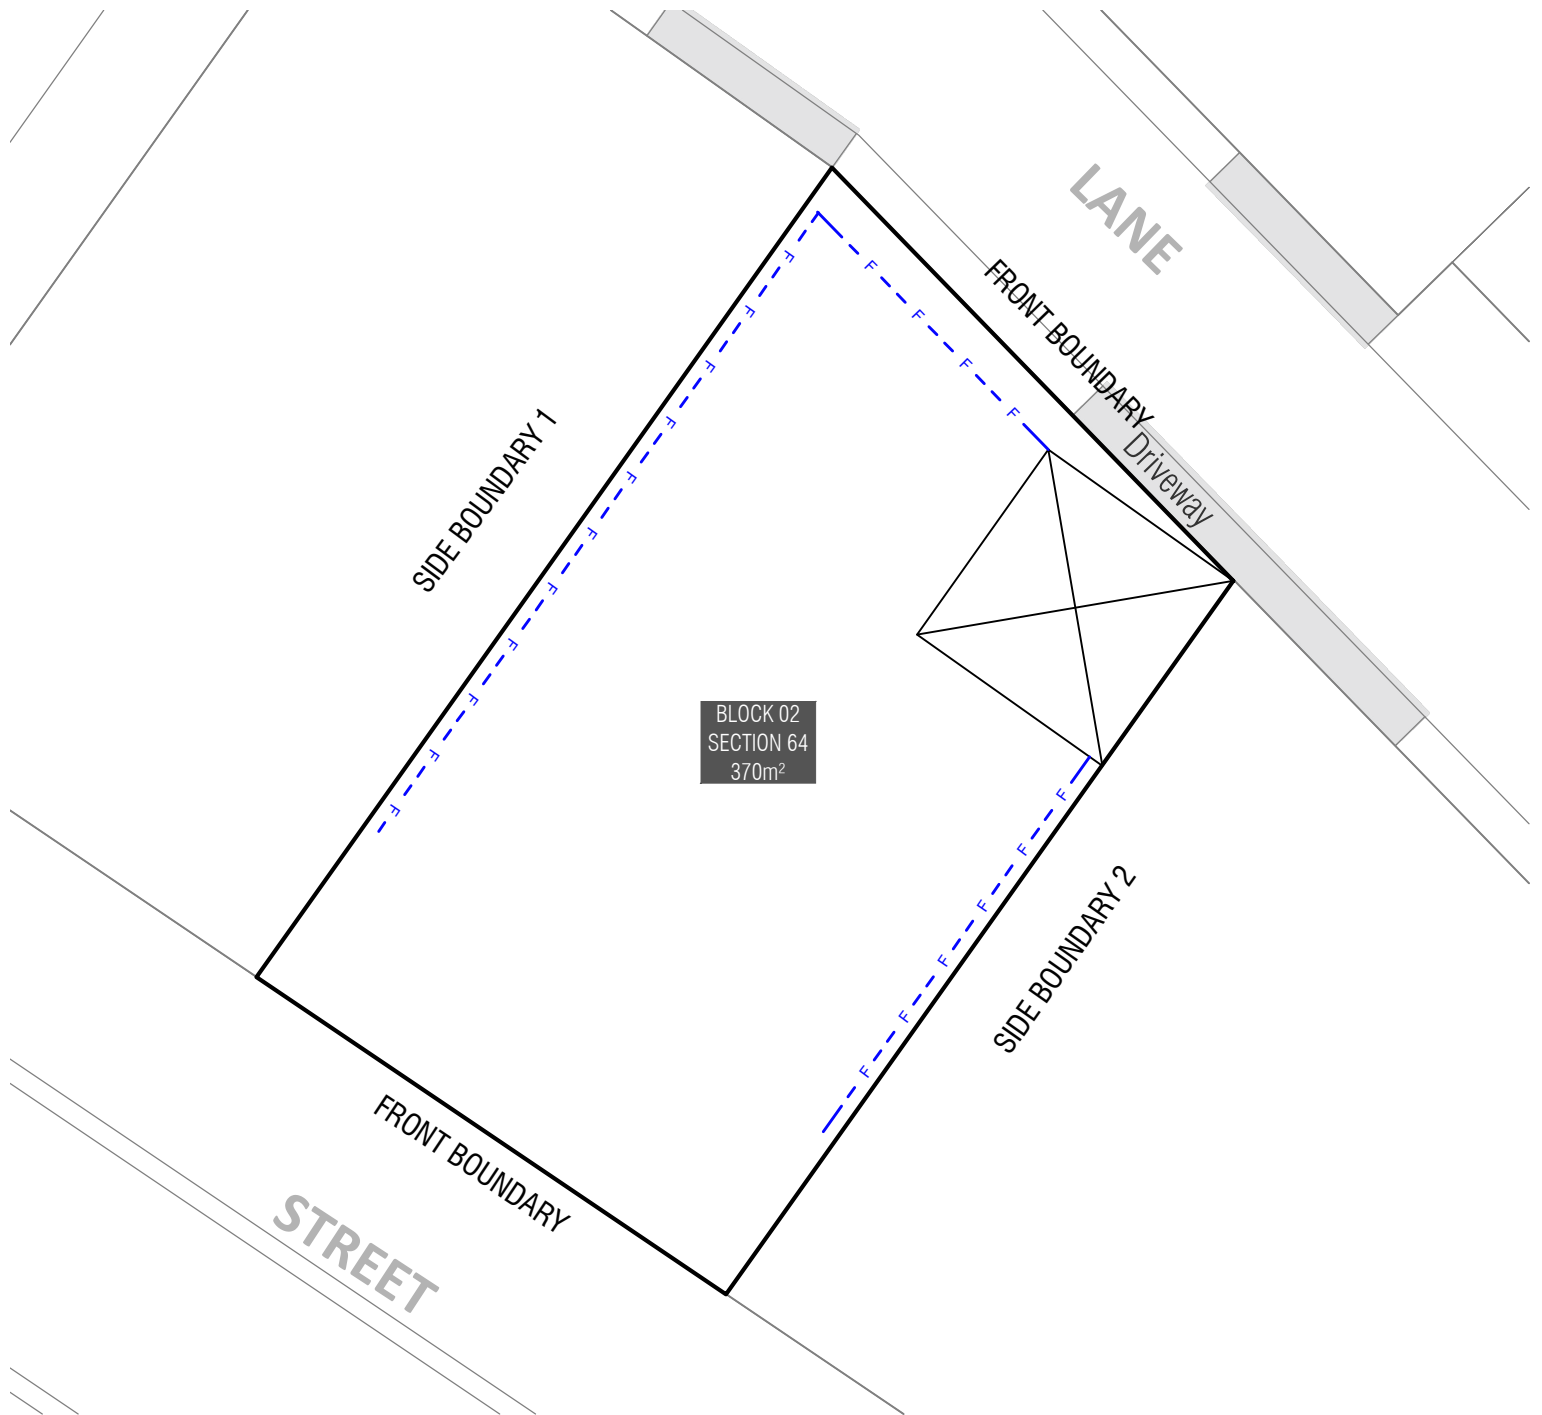 LANE
FRONT BOUNDARY
Driveway
F
F
F
F
SIDE BOUNDARY 1
F
F
F
F
F
F
F
F
F
F
F
BLOCK 02
SECTION 64
370m²
F
F
F
F
F
F
SIDE BOUNDARY 2
FRONT BOUNDARY
STREET